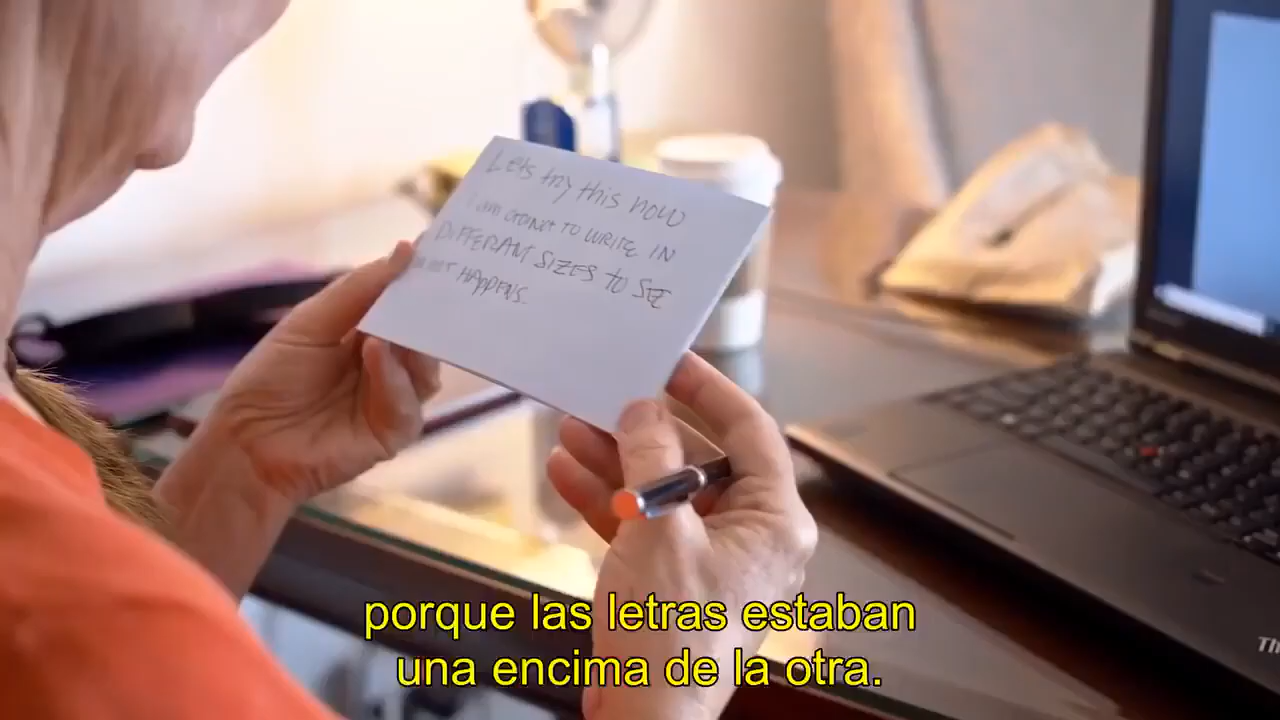 Lets try this now
I am GOING TO WRITE IN
DIFFERANT SIZES TO SEE
WHAT HAPPENS.
porque las letras estaban
una encima de la otra.